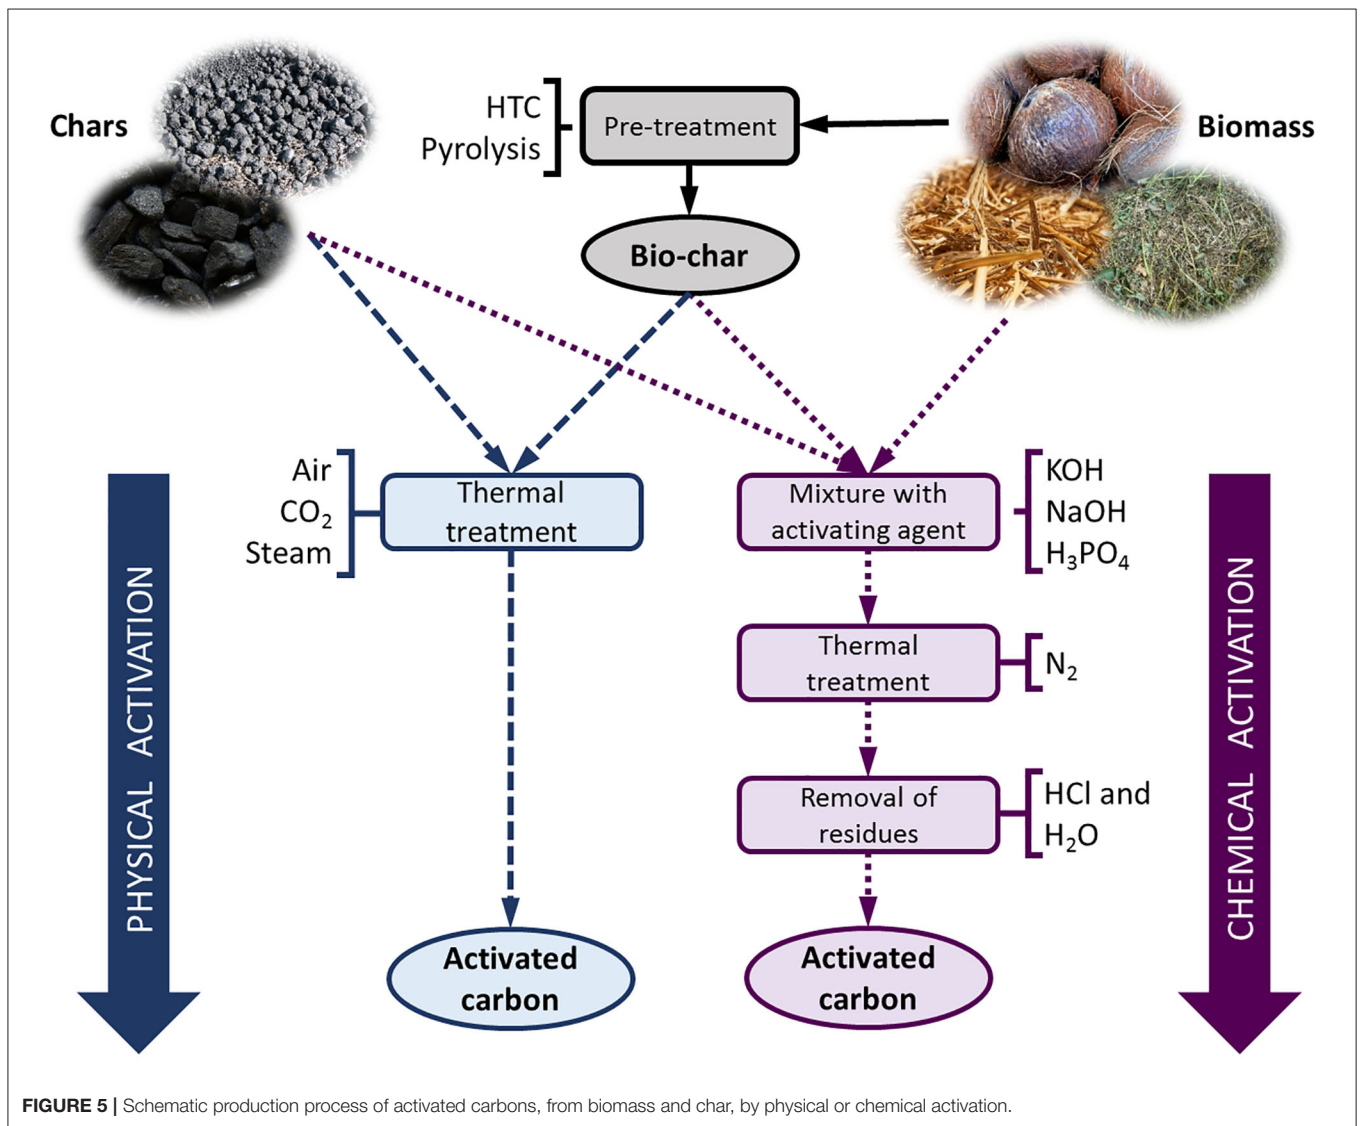 Chars
HTC
Pyrolysis
Pre-treatment
Biomass
Bio-char
Air
CO₂
Steam
Thermal
treatment
Mixture with
activating agent
KOH
NaOH
H₃PO₄
Thermal
treatment
N₂
Removal of
residues
HCl and
H₂O
Activated
carbon
Activated
carbon
PHYSICAL ACTIVATION
CHEMICAL ACTIVATION
FIGURE 5 | Schematic production process of activated carbons, from biomass and char, by physical or chemical activation.